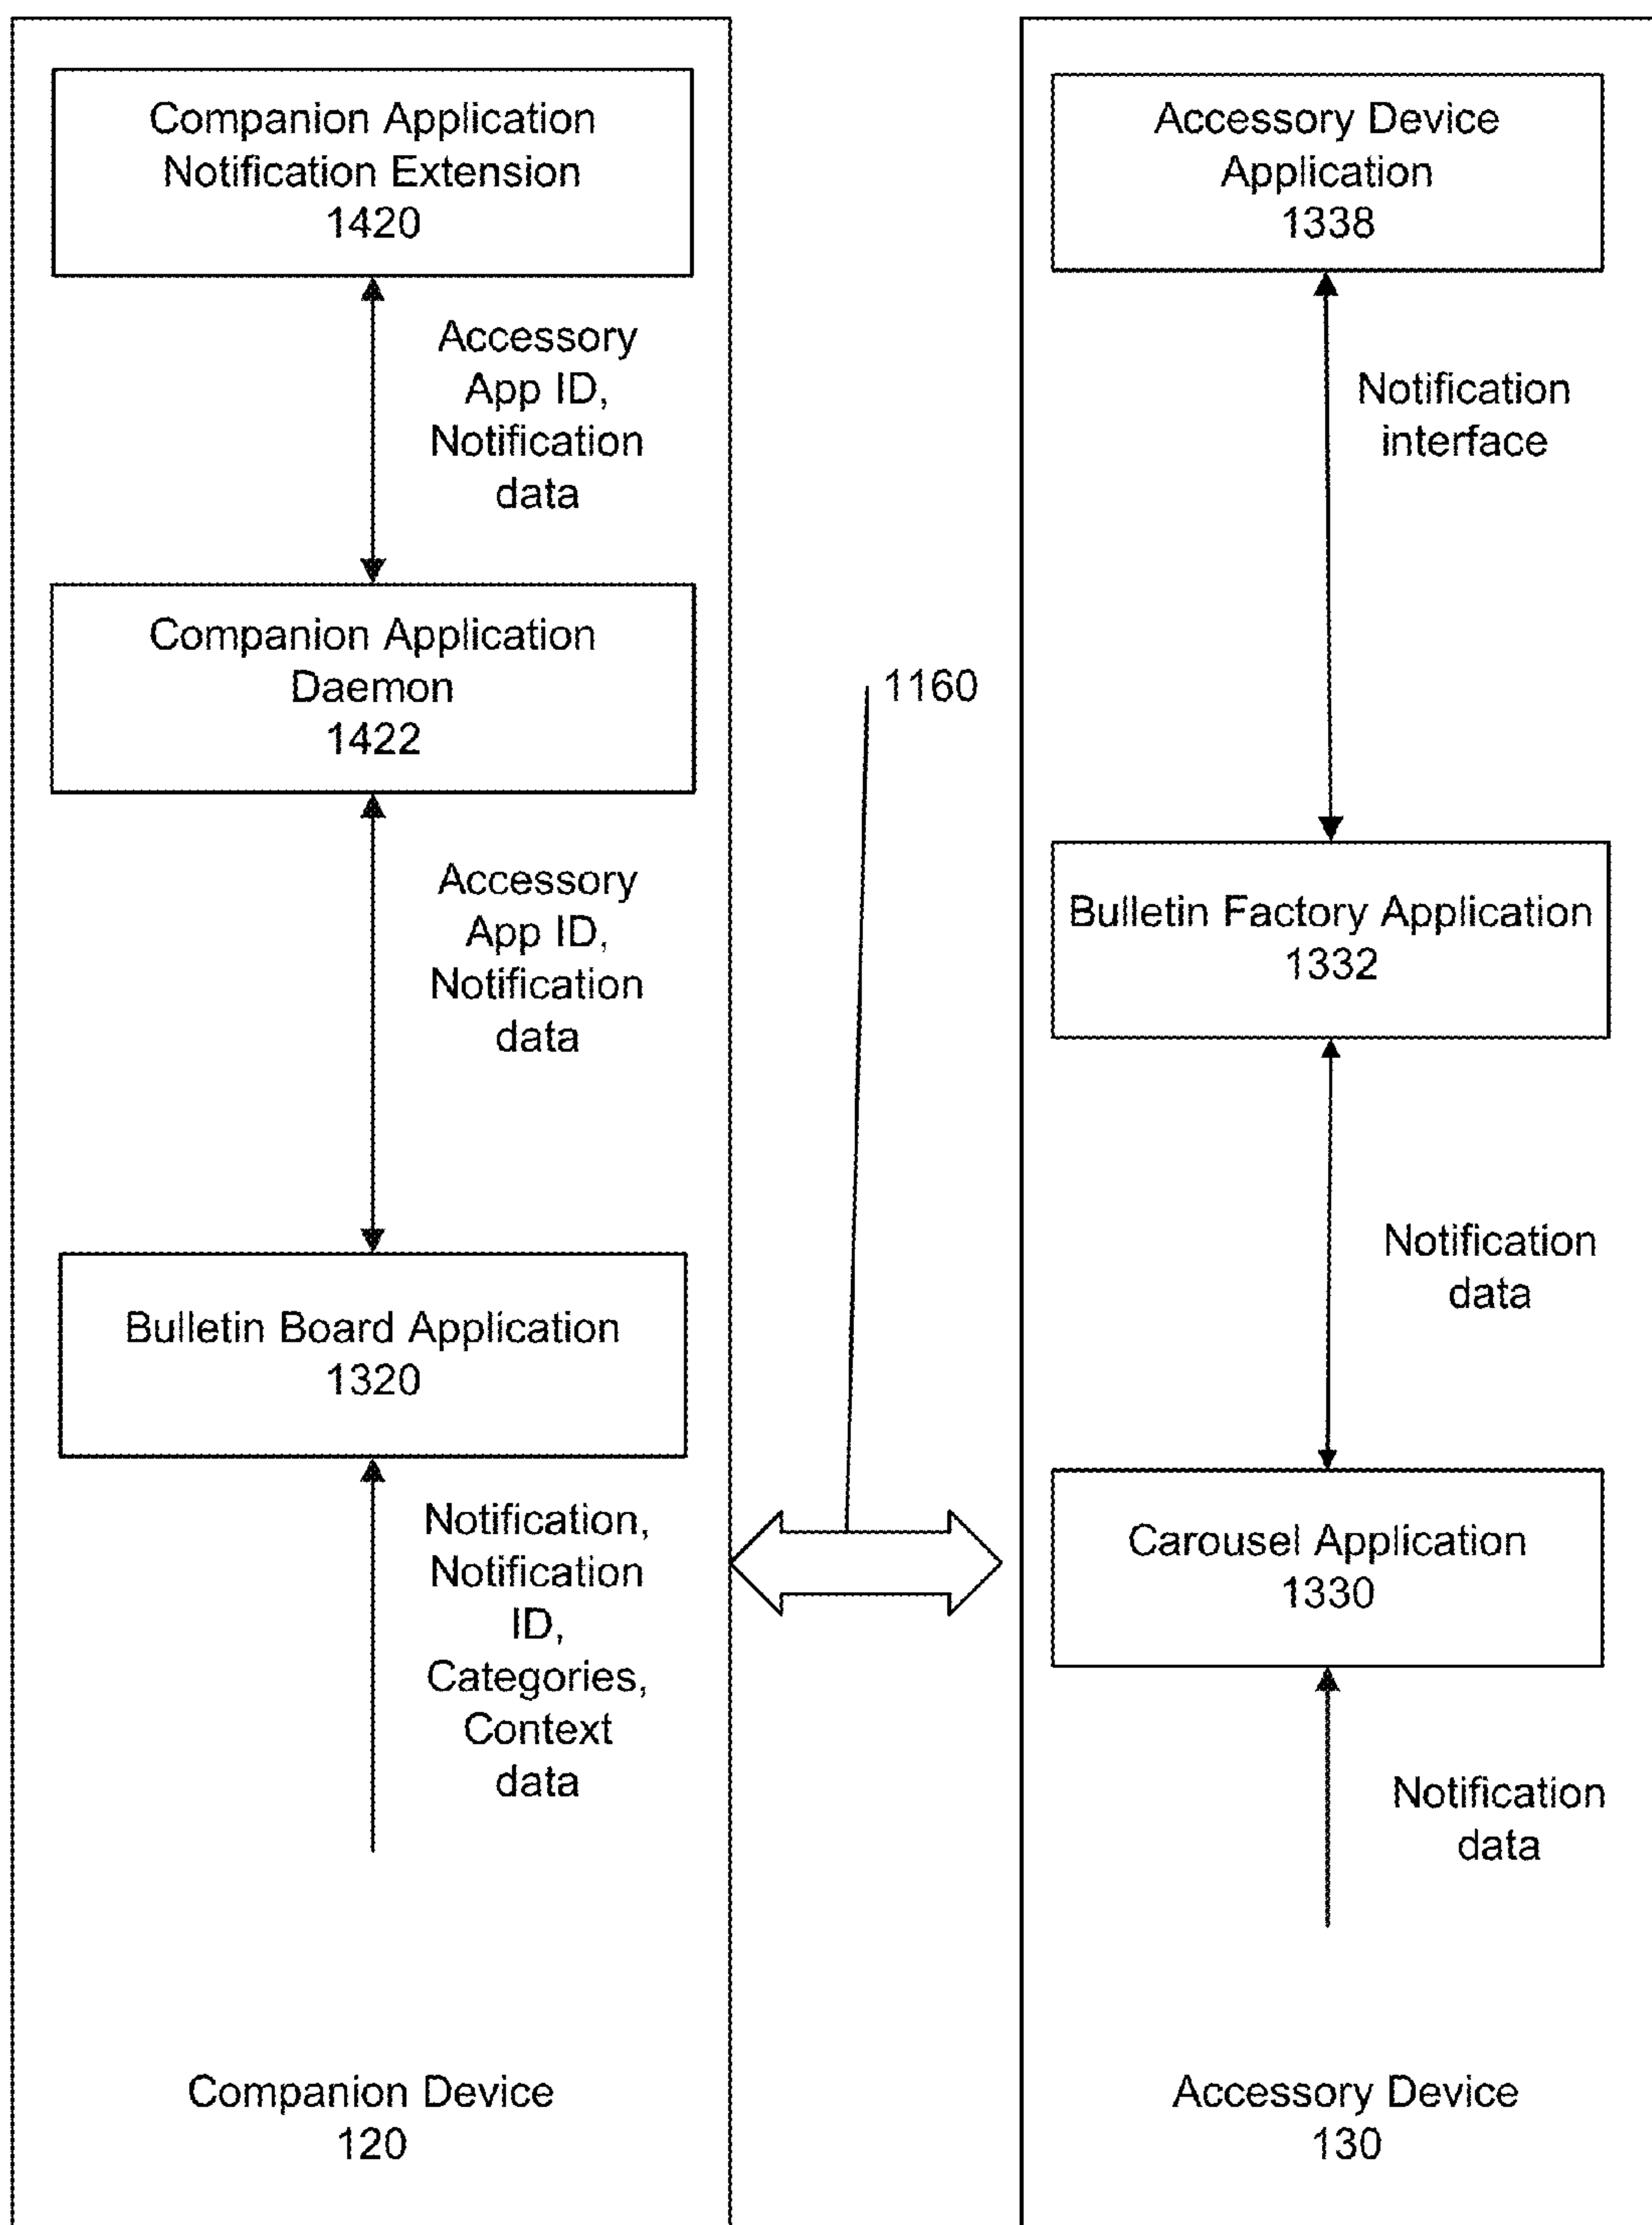 Companion Application
Notification Extension
1420
Accessory
App ID,
Notification
data
Companion Application
Daemon
1422
Accessory
App ID,
Notification
data
Bulletin Board Application
1320
Notification,
Notification
ID,
Categories,
Context
data
Companion Device
120
1160
Accessory Device
Application
1338
Notification
interface
Bulletin Factory Application
1332
Notification
data
Carousel Application
1330
Notification
data
Accessory Device
130